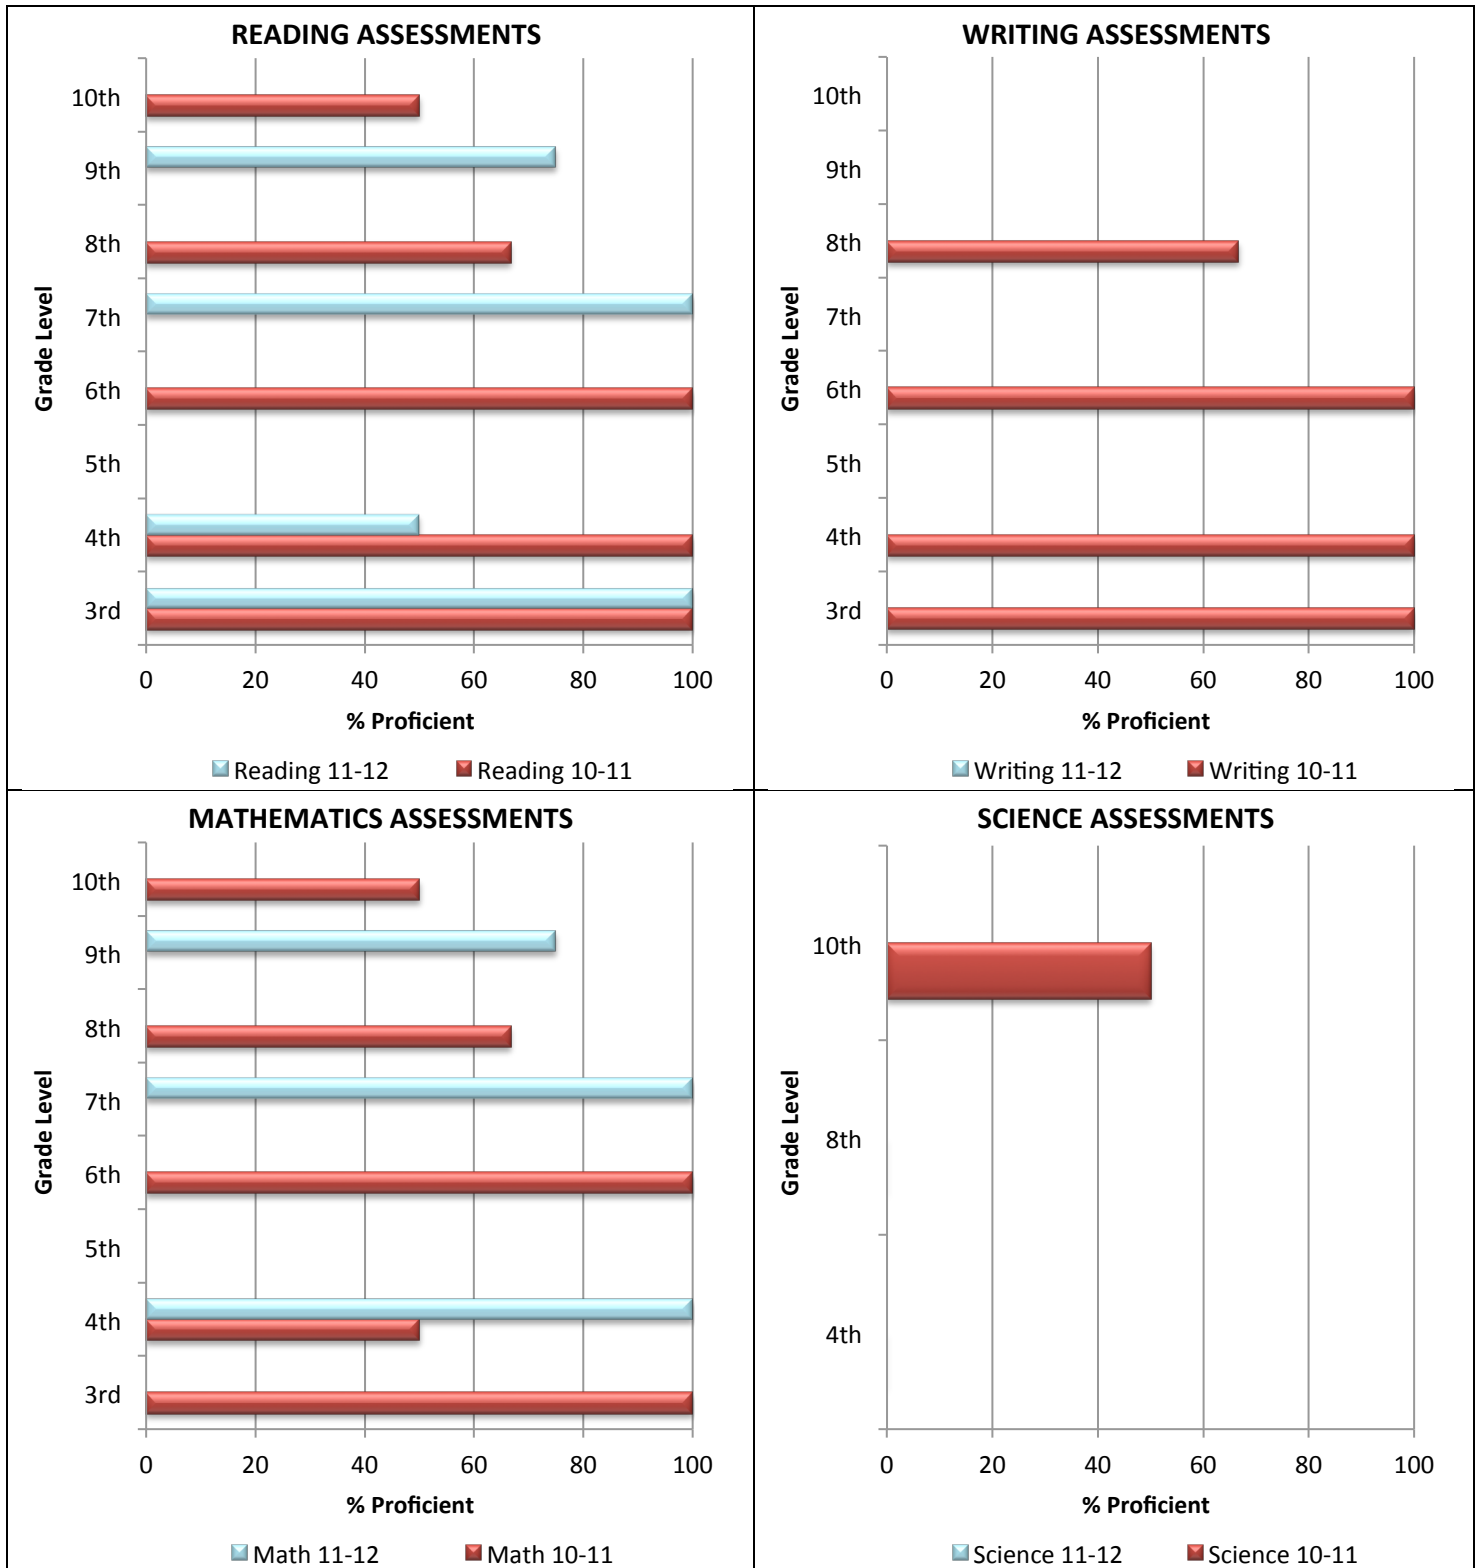 READING ASSESSMENTS
Grade Level
10th
9th
8th
7th
6th
5th
4th
3rd
0 20 40 60 80 100
% Proficient
Reading 11-12 Reading 10-11
WRITING ASSESSMENTS
Grade Level
10th
9th
8th
7th
6th
5th
4th
3rd
0 20 40 60 80 100
% Proficient
Writing 11-12 Writing 10-11
MATHEMATICS ASSESSMENTS
Grade Level
10th
9th
8th
7th
6th
5th
4th
3rd
0 20 40 60 80 100
% Proficient
Math 11-12 Math 10-11
SCIENCE ASSESSMENTS
Grade Level
10th
8th
4th
0 20 40 60 80 100
% Proficient
Science 11-12 Science 10-11